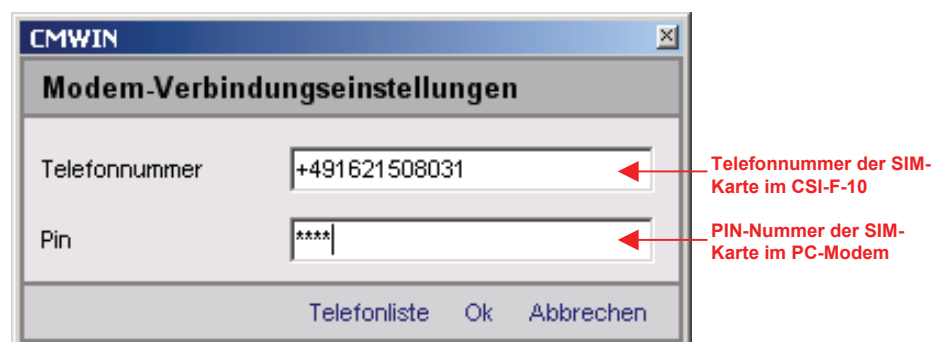 CMWIN
Modem-Verbindungseinstellungen
Telefonnummer
+491621508031
Telefonnummer der SIM-
Karte im CSI-F-10
Pin
****
PIN-Nummer der SIM-
Karte im PC-Modem
Telefonliste Ok Abbrechen